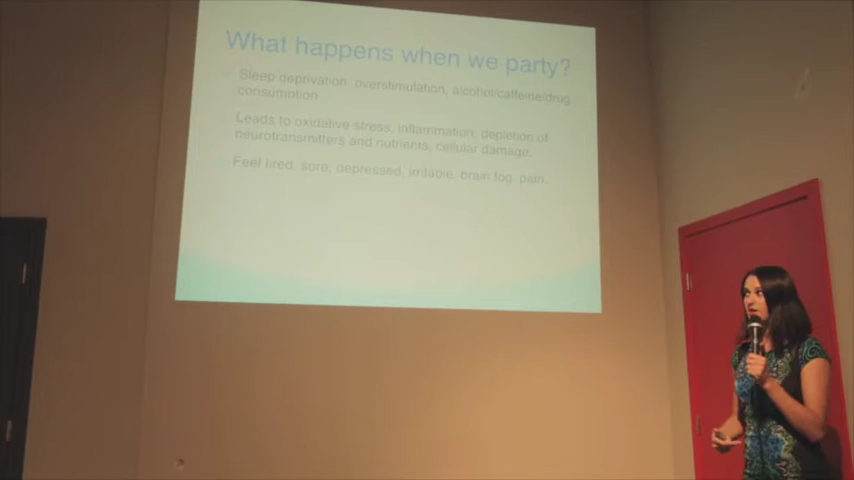 What happens when we party?
Sleep deprivation, overstimulation, alcohol/caffeine/drug
consumption
Leads to oxidative stress, inflammation, depletion of
neurotransmitters and nutrients, cellular damage.
Feel tired, sore, depressed, irritable, brain fog, pain.